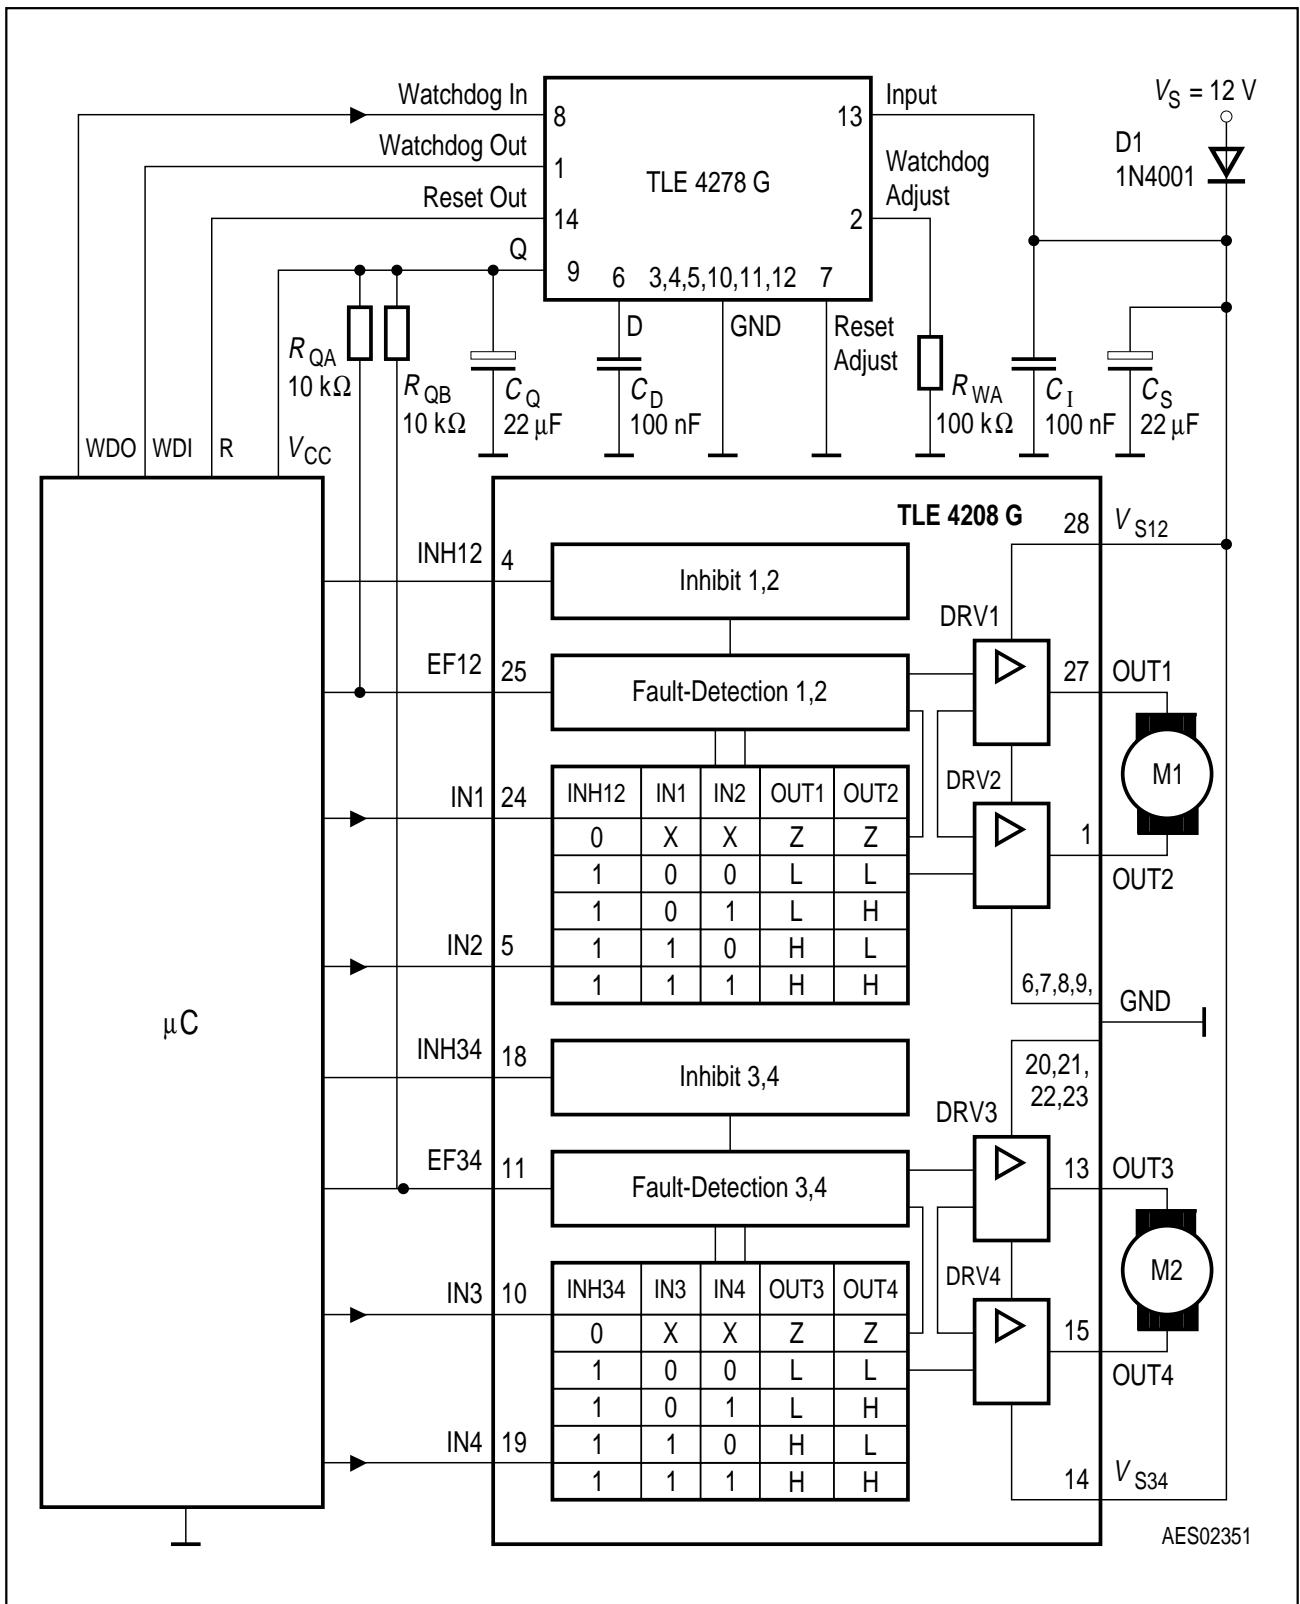 Watchdog In
8
13
Input
V S = 12 V
Watchdog Out
1
TLE 4278 G
Watchdog
Adjust
D1
1N4001
Reset Out
14
2
Q
9
6
3,4,5,10,11,12
7
D
GND
Reset
Adjust
R QA
10 kΩ
R QB
10 kΩ
C Q
22 µF
C D
100 nF
R WA
100 kΩ
C I
100 nF
C S
22 µF
WDO
WDI
R
V CC
TLE 4208 G
28
V S12
INH12
4
Inhibit 1,2
DRV1
EF12
25
Fault-Detection 1,2
27
OUT1
M1
IN1
24
DRV2
INH12 IN1 IN2 OUT1 OUT2
0 X X Z Z
1 0 0 L L
1 0 1 L H
1 1 0 H L
1 1 1 H H
1
OUT2
IN2
5
6,7,8,9,
GND
µC
INH34
18
Inhibit 3,4
20,21,
22,23
DRV3
EF34
11
Fault-Detection 3,4
13
OUT3
M2
IN3
10
DRV4
INH34 IN3 IN4 OUT3 OUT4
0 X X Z Z
1 0 0 L L
1 0 1 L H
1 1 0 H L
1 1 1 H H
15
OUT4
IN4
19
14
V S34
AES02351